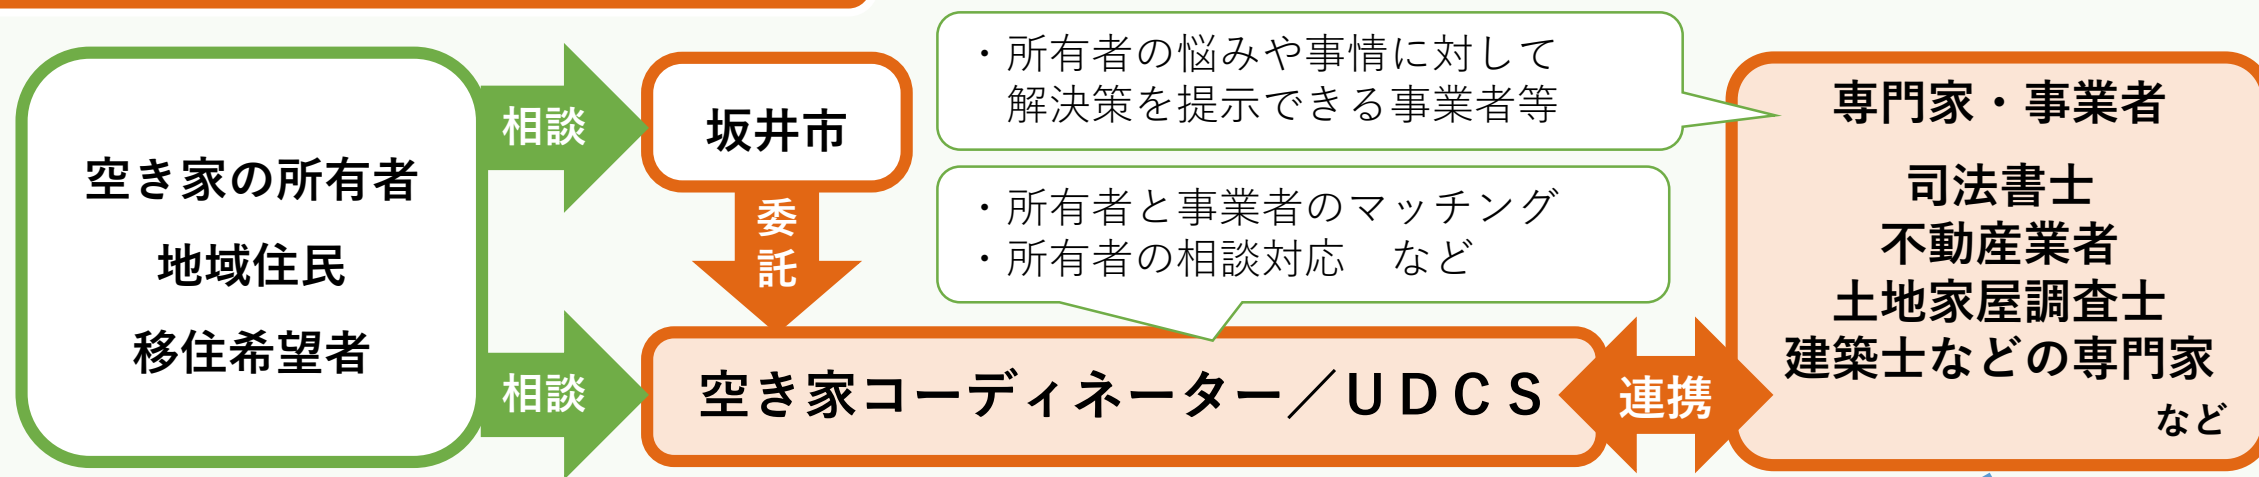 空き家の所有者
地域住民
移住希望者
相談
相談
坂井市
委託
・所有者の悩みや事情に対して
解決策を提示できる事業者等
・所有者と事業者のマッチング
・所有者の相談対応　など
空き家コーディネーター／ＵＤＣＳ
連携
専門家・事業者
司法書士
不動産業者
土地家屋調査士
建築士などの専門家
など